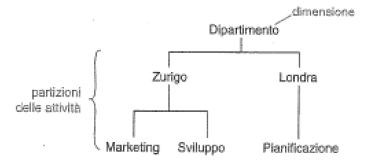 dimensione
Dipartimento
Zurigo
Londra
partizioni
delle attività
Marketing
Sviluppo
Pianificazione